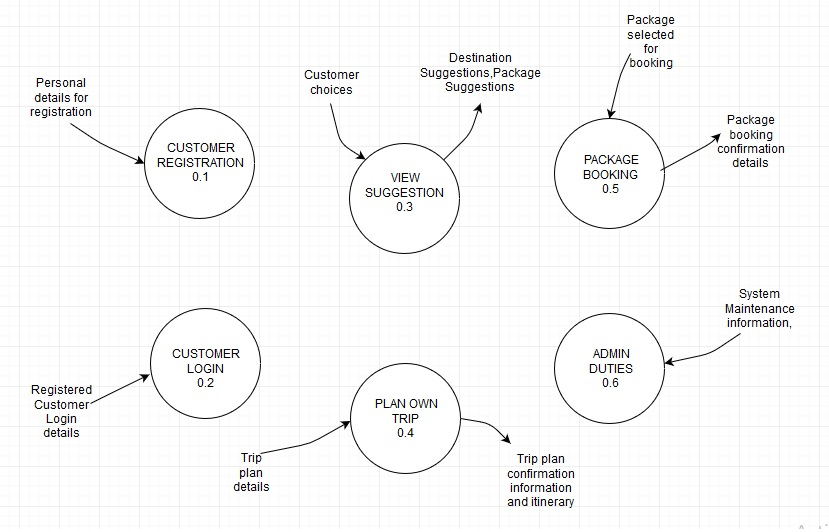 Personal
details for
registration
CUSTOMER
REGISTRATION
0.1
Customer
choices
Destination
Suggestions,Package
Suggestions
VIEW
SUGGESTION
0.3
Package
selected
for
booking
PACKAGE
BOOKING
0.5
Package
booking
confirmation
details
Registered
Customer
Login
details
CUSTOMER
LOGIN
0.2
Trip
plan
details
PLAN OWN
TRIP
0.4
Trip plan
confirmation
information
and itinerary
ADMIN
DUTIES
0.6
System
Maintenance
information,